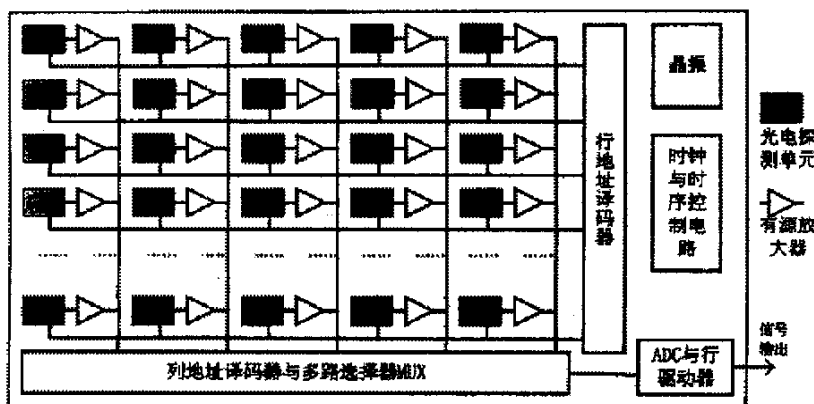 晶振
行地址译码器
时钟
与时
序控
制电
路
光电探
测单元
有源放
大器
信号
输出
列地址译码器与多路选择器MUX
ADC与行
驱动器